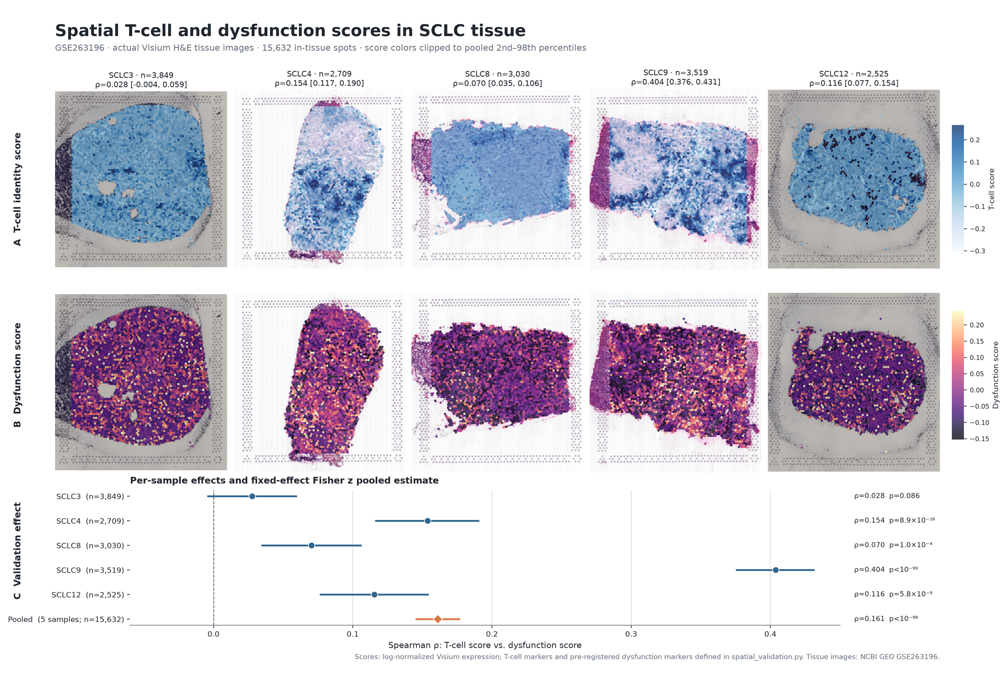 Spatial T-cell and dysfunction scores in SCLC tissue
GSE263196 · actual Visium H&E tissue images · 15,632 in-tissue spots · score colors clipped to pooled 2nd–98th percentiles
SCLC3 · n=3,849
ρ=0.028 [-0.004, 0.059]
SCLC4 · n=2,709
ρ=0.154 [0.117, 0.190]
SCLC8 · n=3,030
ρ=0.070 [0.035, 0.106]
SCLC9 · n=3,519
ρ=0.404 [0.376, 0.431]
SCLC12 · n=2,525
ρ=0.116 [0.077, 0.154]
A T-cell identity score
0.2
0.1
0.0
−0.1
−0.2
−0.3
T-cell score
B Dysfunction score
0.20
0.15
0.10
0.05
0.00
−0.05
−0.10
−0.15
Dysfunction score
Per-sample effects and fixed-effect Fisher z pooled estimate
C Validation effect
SCLC3 (n=3,849)
ρ=0.028 p=0.086
SCLC4 (n=2,709)
ρ=0.154 p=8.9×10⁻¹⁶
SCLC8 (n=3,030)
ρ=0.070 p=1.0×10⁻⁴
SCLC9 (n=3,519)
ρ=0.404 p<10⁻⁹⁹
SCLC12 (n=2,525)
ρ=0.116 p=5.8×10⁻⁹
Pooled (5 samples; n=15,632)
ρ=0.161 p<10⁻⁹⁹
0.0 0.1 0.2 0.3 0.4
Spearman ρ: T-cell score vs. dysfunction score
Scores: log-normalized Visium expression; T-cell markers and pre-registered dysfunction markers defined in spatial_validation.py. Tissue images: NCBI GEO GSE263196.